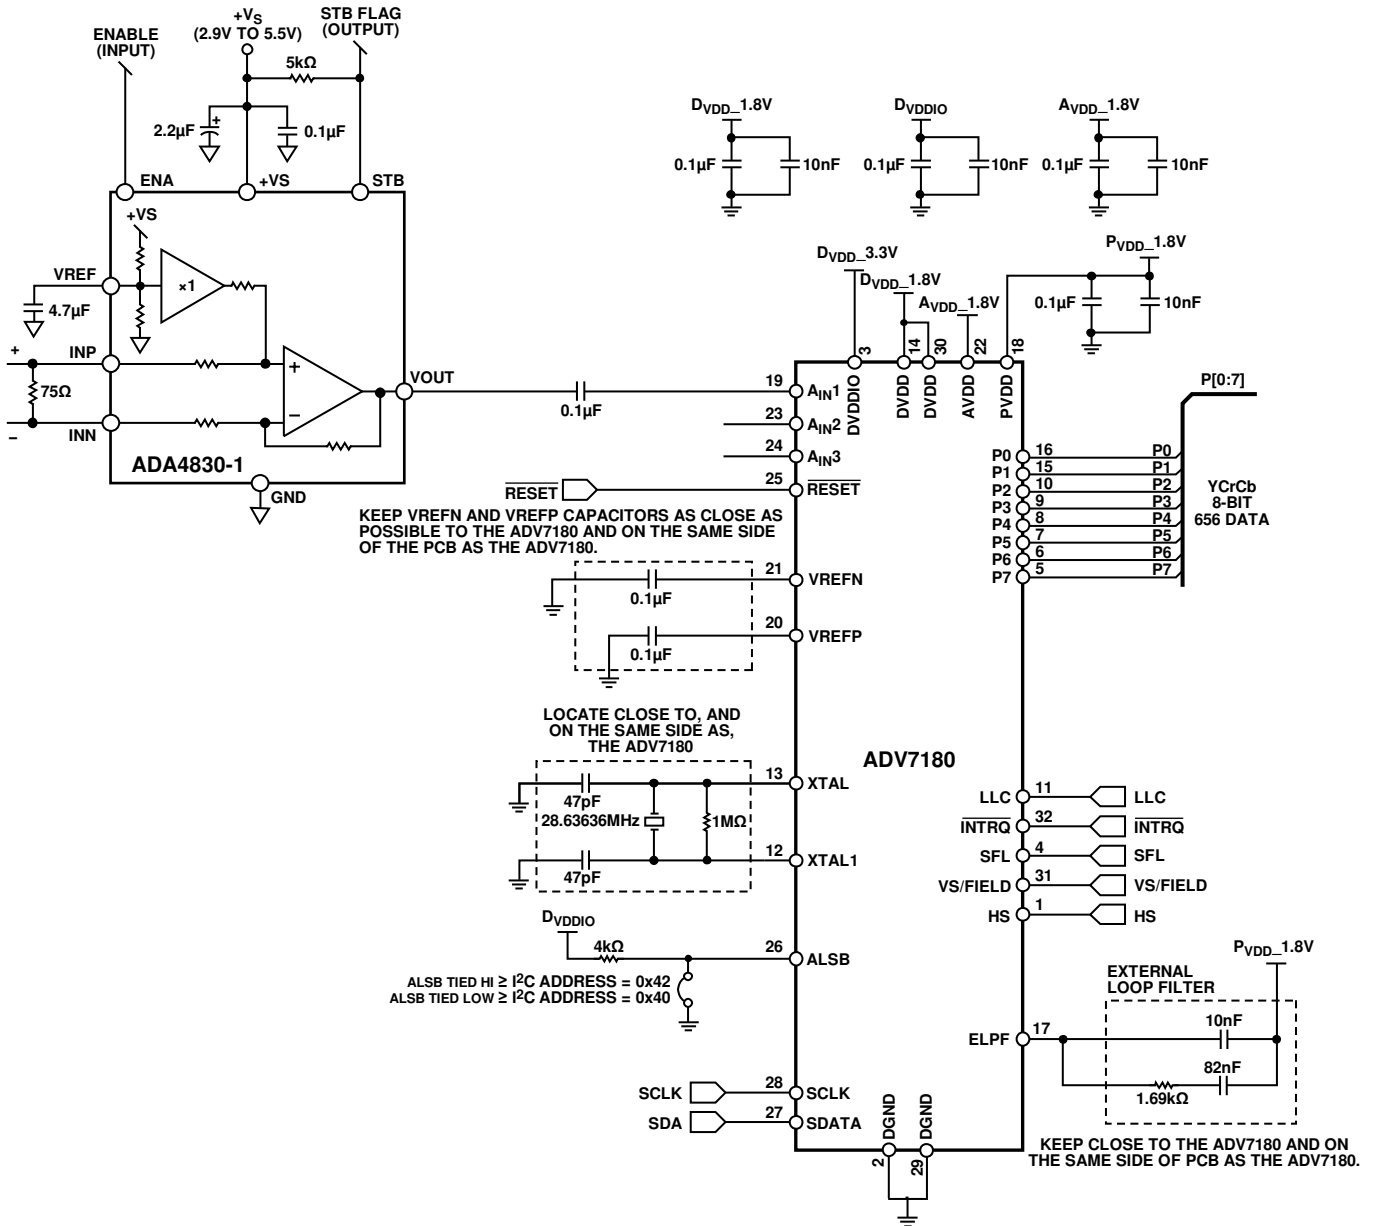 ENABLE
(INPUT)
+VS
(2.9V TO 5.5V)
STB FLAG
(OUTPUT)
5kΩ
2.2µF
+
0.1µF
ENA
+VS
STB
+VS
VREF
×1
4.7µF
+
INP
75Ω
INN
–
+
–
VOUT
ADA4830-1
GND
0.1µF
DVDD_1.8V
0.1µF
10nF
DVDDIO
0.1µF
10nF
AVDD_1.8V
0.1µF
10nF
DVDD_3.3V
DVDD_1.8V
AVDD_1.8V
PVDD_1.8V
0.1µF
10nF
3
14
30
22
18
DVDDIO
DVDD
DVDD
AVDD
PVDD
19
AIN1
23
AIN2
24
AIN3
25
RESET
RESET
KEEP VREFN AND VREFP CAPACITORS AS CLOSE AS
POSSIBLE TO THE ADV7180 AND ON THE SAME SIDE
OF THE PCB AS THE ADV7180.
21
VREFN
0.1µF
20
VREFP
0.1µF
P[0:7]
P0 16 P0
P1 15 P1
P2 10 P2
P3 9 P3
P4 8 P4
P5 7 P5
P6 6 P6
P7 5 P7
YCrCb
8-BIT
656 DATA
LOCATE CLOSE TO, AND
ON THE SAME SIDE AS,
THE ADV7180
13
XTAL
47pF
28.63636MHz
1MΩ
12
XTAL1
47pF
ADV7180
LLC 11 LLC
INTRQ 32 INTRQ
SFL 4 SFL
VS/FIELD 31 VS/FIELD
HS 1 HS
DVDDIO
4kΩ
26
ALSB
ALSB TIED HI ≥ I2C ADDRESS = 0x42
ALSB TIED LOW ≥ I2C ADDRESS = 0x40
PVDD_1.8V
EXTERNAL
LOOP FILTER
ELPF
17
10nF
82nF
1.69kΩ
KEEP CLOSE TO THE ADV7180 AND ON
THE SAME SIDE OF PCB AS THE ADV7180.
SCLK 28 SCLK
SDA 27 SDATA
DGND
DGND
2
29